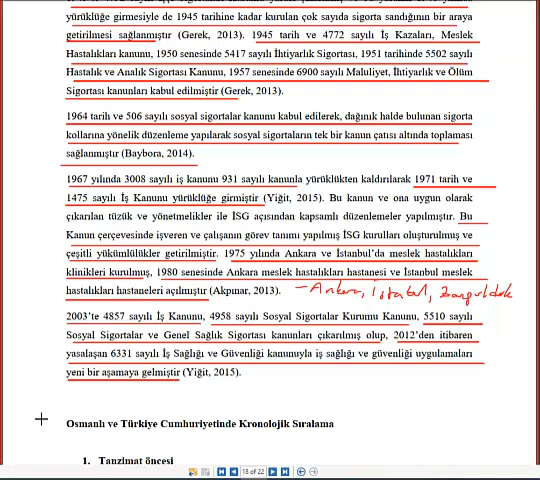 yürüklüğe girmesiyle de 1945 tarihine kadar kurulan çok sayıda sigorta sandığının bir araya
getirilmesi sağlanmıştır (Gerek, 2013). 1945 tarih ve 4772 sayılı İş Kazaları, Meslek
Hastalıkları kanunu, 1950 senesinde 5417 sayılı İhtiyarlık Sigortası, 1951 tarihinde 5502 sayılı
Hastalık ve Analık Sigortası Kanunu, 1957 senesinde 6900 sayılı Maluliyet, İhtiyarlık ve Ölüm
Sigortası kanunları kabul edilmiştir (Gerek, 2013).
1964 tarih ve 506 sayılı sosyal sigortalar kanunu kabul edilerek, dağınık halde bulunan sigorta
kollarına yönelik düzenleme yapılarak sosyal sigortaların tek bir kanun çatısı altında toplaması
sağlanmıştır (Baybora, 2014).
1967 yılında 3008 sayılı iş kanunu 931 sayılı kanunla yürüklükten kaldırılarak 1971 tarih ve
1475 sayılı İş Kanunu yürüklüğe girmiştir (Yiğit, 2015). Bu kanun ve ona uygun olarak
çıkarılan tüzük ve yönetmelikler ile İSG açısından kapsamlı düzenlemeler yapılmıştır. Bu
Kanun çerçevesinde işveren ve çalışanın görev tanımı yapılmış İSG kurulları oluşturulmuş ve
çeşitli yükümlülükler getirilmiştir. 1975 yılında Ankara ve İstanbul'da meslek hastalıkları
klinikleri kurulmuş, 1980 senesinde Ankara meslek hastalıkları hastanesi ve İstanbul meslek
hastalıkları hastaneleri açılmıştır (Akpınar, 2013). – Ankara, İstanbul, Zonguldak
2003'te 4857 sayılı İş Kanunu, 4958 sayılı Sosyal Sigortalar Kurumu Kanunu, 5510 sayılı
Sosyal Sigortalar ve Genel Sağlık Sigortası kanunları çıkarılmış olup, 2012'den itibaren
yasalaşan 6331 sayılı İş Sağlığı ve Güvenliği kanunuyla iş sağlığı ve güvenliği uygulamaları
yeni bir aşamaya gelmiştir (Yiğit, 2015).
Osmanlı ve Türkiye Cumhuriyetinde Kronolojik Sıralama
1. Tanzimat öncesi
18 of 22